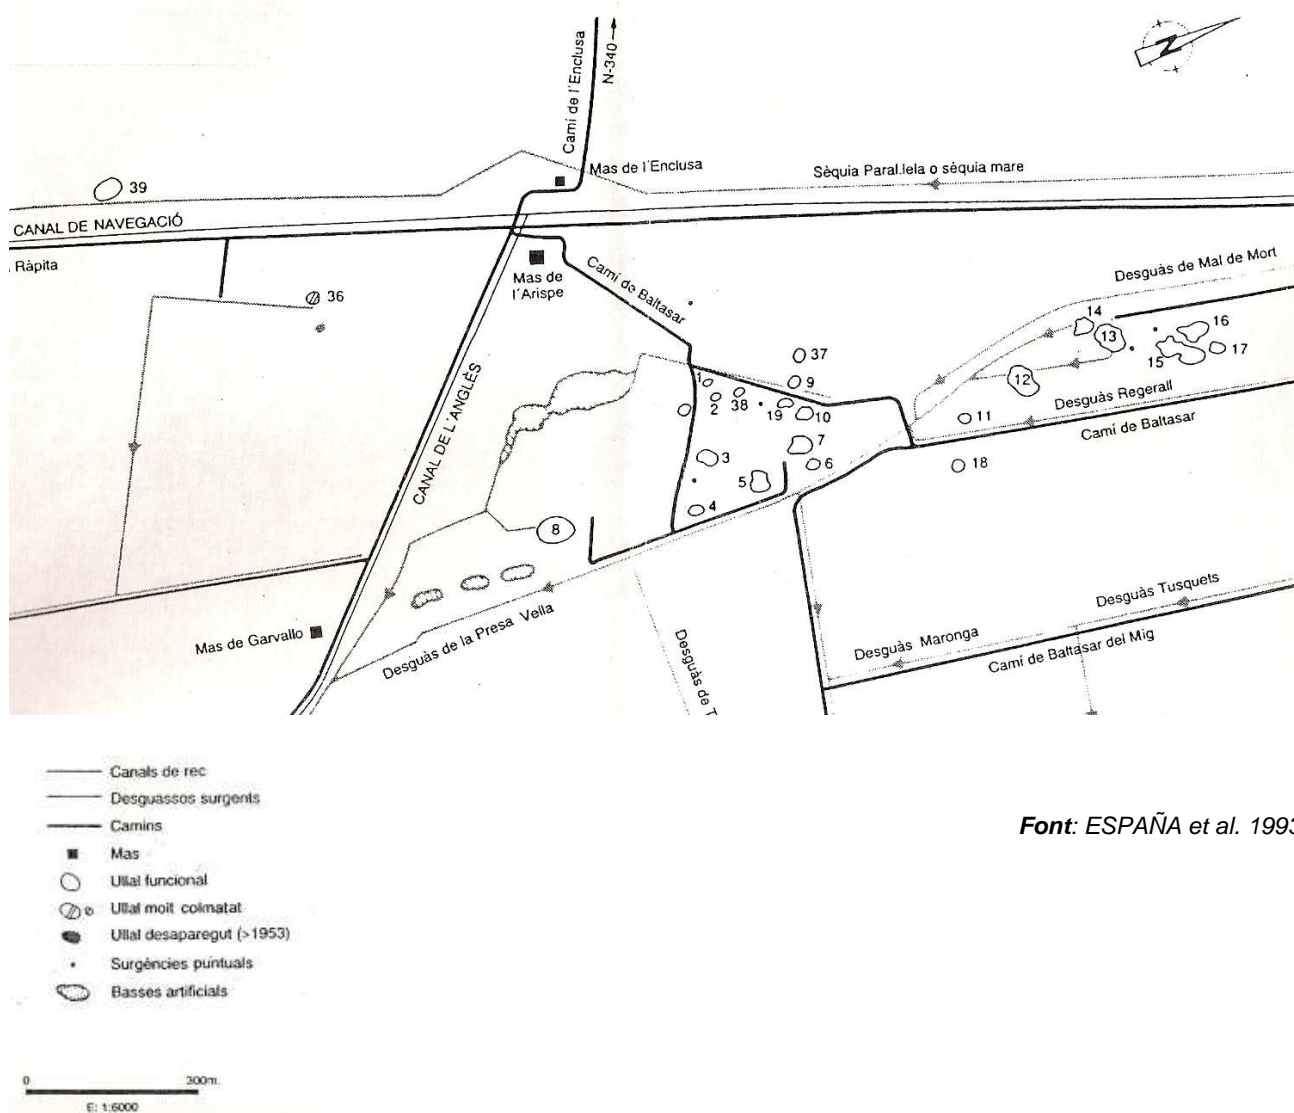 Camí de l'Enclusa
N-340
N
Mas de l'Enclusa
Sèquia Paral.lela o sèquia mare
39
CANAL DE NAVEGACIÓ
Ràpita
36
Mas de
l'Arispe
Camí de Baltasar
CANAL DE L'ANGLÈS
Desguàs de Mal de Mort
14
13
16
15
17
12
37
9
1
2
38
19
10
11
Desguàs Regerall
Camí de Baltasar
7
3
6
18
5
4
8
Mas de Garvallo
Desguàs de la Presa Vella
Desguàs de T
Desguàs Tusquets
Desguàs Maronga
Camí de Baltasar del Mig
Canals de rec
Desguassos surgents
Camins
Mas
Ullal funcional
Ullal molt colmatat
Ullal desaparegut (>1953)
Surgències puntuals
Basses artificials
Font: ESPAÑA et al. 1993
0 300m.
E: 1:6000